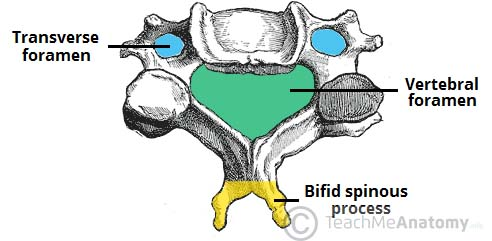 Transverse
foramen
Vertebral
foramen
Bifid spinous
process
© TeachMeAnatomy